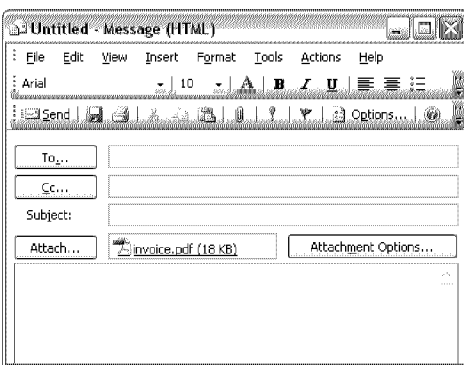 Untitled - Message (HTML)
File Edit View Insert Format Tools Actions Help
Arial 10 A B I U
Send Options...
To...
Cc...
Subject:
Attach... invoice.pdf (18 KB) Attachment Options...